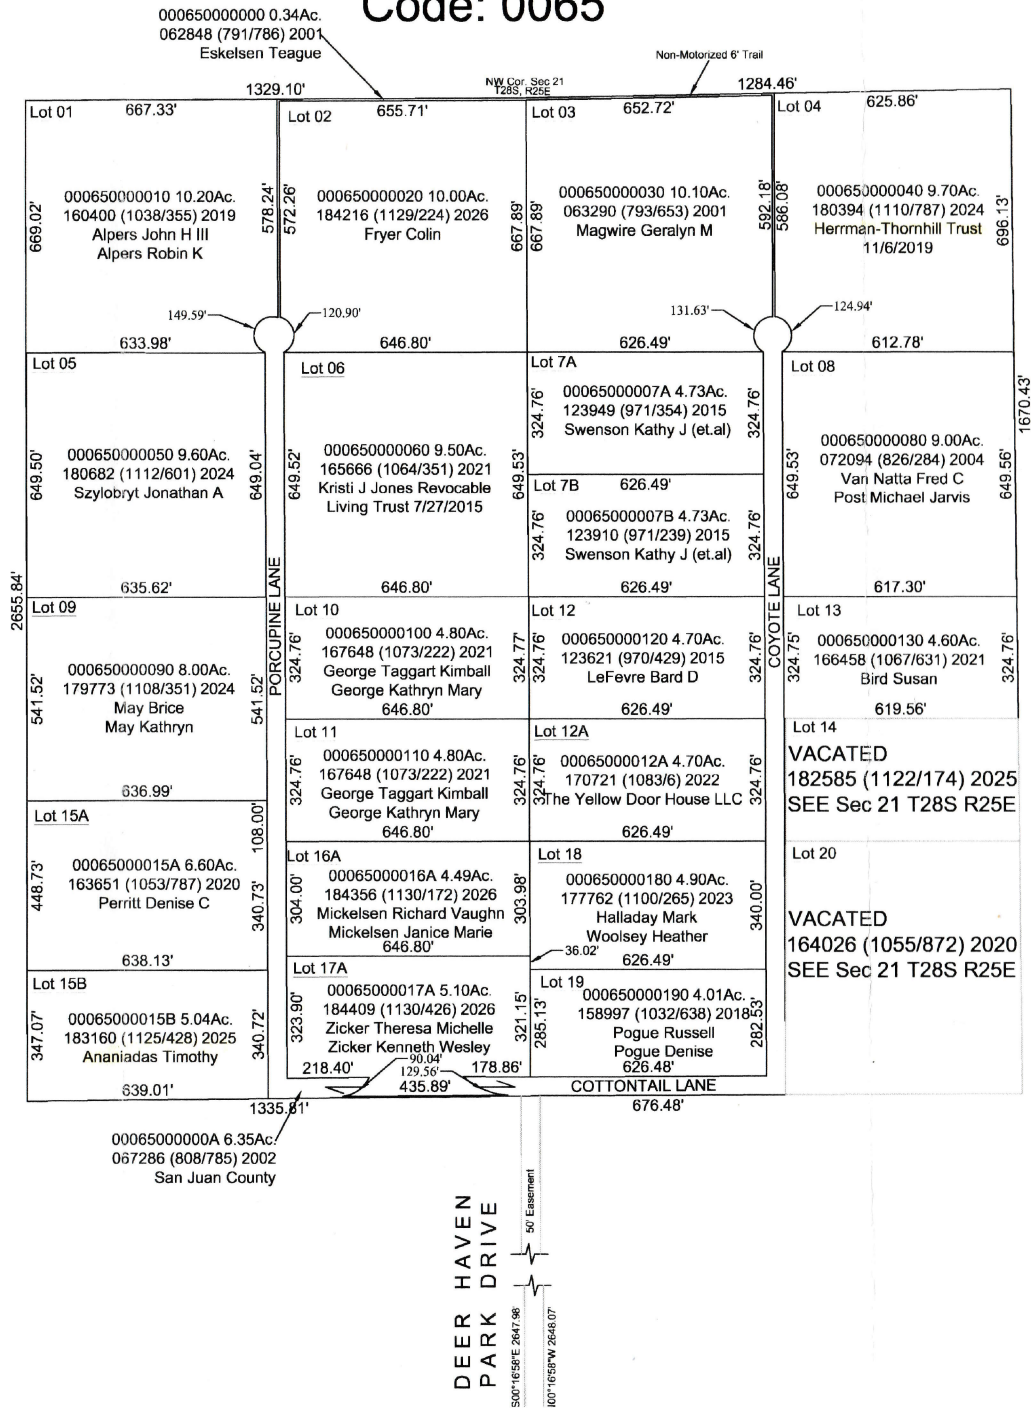 Code: 0065
000650000000 0.34Ac.
062848 (791/786) 2001
Eskelsen Teague
Non-Motorized 6' Trail
NW Cor. Sec 21
T28S, R25E
1329.10'
1284.46'
Lot 01
667.33'
669.02'
000650000010 10.20Ac.
160400 (1038/355) 2019
Alpers John H III
Alpers Robin K
578.24'
149.59'
633.98'
Lot 02
655.71'
572.26'
000650000020 10.00Ac.
184216 (1129/224) 2026
Fryer Colin
667.89'
120.90'
646.80'
Lot 03
652.72'
667.89'
000650000030 10.10Ac.
063290 (793/653) 2001
Magwire Geralyn M
592.18'
131.63'
626.49'
Lot 04
625.86'
586.08'
000650000040 9.70Ac.
180394 (1110/787) 2024
Herrman-Thornhill Trust
11/6/2019
696.13'
124.94'
612.78'
Lot 05
649.50'
000650000050 9.60Ac.
180682 (1112/601) 2024
Szylobryt Jonathan A
649.04'
635.62'
Lot 06
649.52'
000650000060 9.50Ac.
165666 (1064/351) 2021
Kristi J Jones Revocable
Living Trust 7/27/2015
649.53'
646.80'
Lot 7A
324.76'
00065000007A 4.73Ac.
123949 (971/354) 2015
Swenson Kathy J (et.al)
324.76'
Lot 7B
626.49'
324.76'
00065000007B 4.73Ac.
123910 (971/239) 2015
Swenson Kathy J (et.al)
324.76'
626.49'
Lot 08
649.53'
000650000080 9.00Ac.
072094 (826/284) 2004
Van Natta Fred C
Post Michael Jarvis
649.56'
617.30'
1670.43'
2655.84'
PORCUPINE LANE
COYOTE LANE
Lot 09
541.52'
000650000090 8.00Ac.
179773 (1108/351) 2024
May Brice
May Kathryn
541.52'
636.99'
Lot 10
324.76'
000650000100 4.80Ac.
167648 (1073/222) 2021
George Taggart Kimball
George Kathryn Mary
324.77'
646.80'
Lot 12
324.76'
000650000120 4.70Ac.
123621 (970/429) 2015
LeFevre Bard D
324.76'
626.49'
Lot 13
324.75'
000650000130 4.60Ac.
166458 (1067/631) 2021
Bird Susan
324.76'
619.56'
Lot 11
324.76'
000650000110 4.80Ac.
167648 (1073/222) 2021
George Taggart Kimball
George Kathryn Mary
324.76'
646.80'
Lot 12A
324.76'
00065000012A 4.70Ac.
170721 (1083/6) 2022
The Yellow Door House LLC
324.76'
626.49'
Lot 14
VACATED
182585 (1122/174) 2025
SEE Sec 21 T28S R25E
Lot 15A
108.00'
448.73'
00065000015A 6.60Ac.
163651 (1053/787) 2020
Perritt Denise C
340.73'
638.13'
Lot 16A
304.00'
00065000016A 4.49Ac.
184356 (1130/172) 2026
Mickelsen Richard Vaughn
Mickelsen Janice Marie
303.98'
646.80'
Lot 18
000650000180 4.90Ac.
177762 (1100/265) 2023
Halladay Mark
Woolsey Heather
340.00'
36.02'
626.49'
Lot 20
VACATED
164026 (1055/872) 2020
SEE Sec 21 T28S R25E
Lot 15B
347.07'
00065000015B 5.04Ac.
183160 (1125/428) 2025
Ananiadas Timothy
340.72'
639.01'
Lot 17A
323.90'
00065000017A 5.10Ac.
184409 (1130/426) 2026
Zicker Theresa Michelle
Zicker Kenneth Wesley
321.15'
218.40'
90.04'
129.56'
178.86'
435.89'
Lot 19
285.13'
000650000190 4.01Ac.
158997 (1032/638) 2018
Pogue Russell
Pogue Denise
282.53'
626.48'
COTTONTAIL LANE
1335.81'
676.48'
00065000000A 6.35Ac.
067286 (808/785) 2002
San Juan County
50' Easement
DEER HAVEN
PARK DRIVE
S00°16'58"E 2647.98'
N00°16'58"W 2648.07'